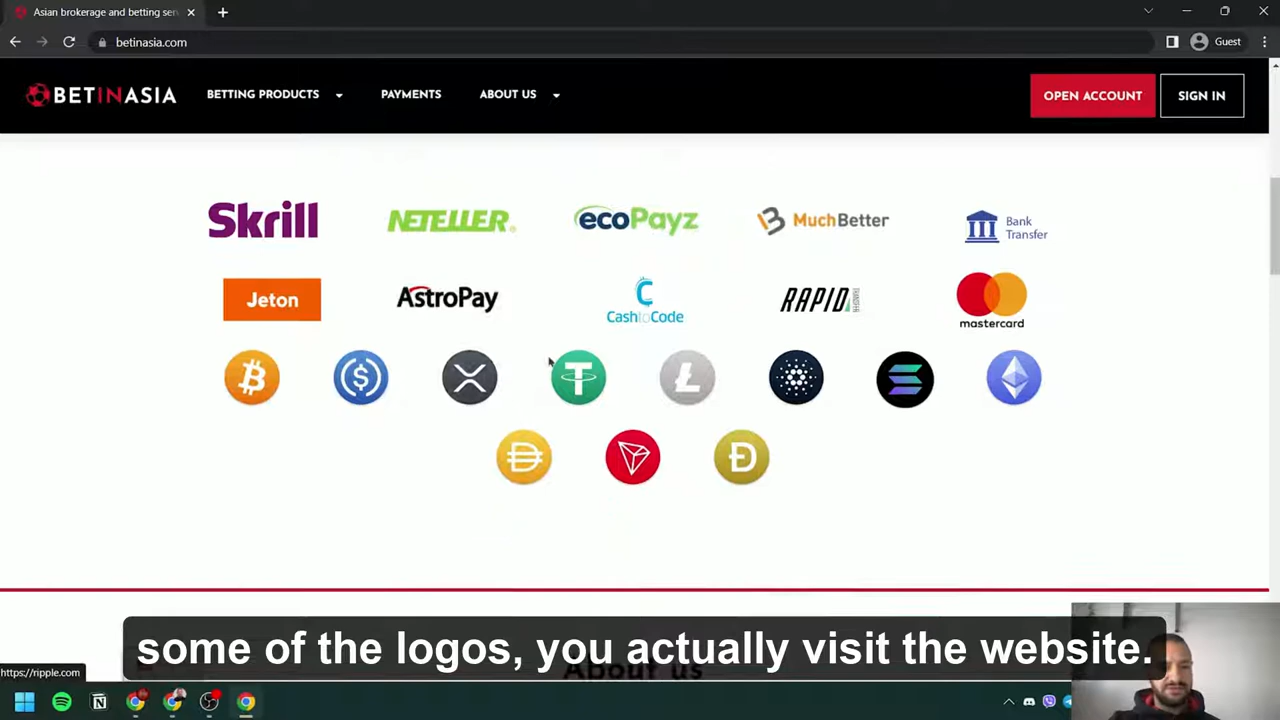 Asian brokerage and betting ser
betinasia.com
Guest
BETINASIA
BETTING PRODUCTS
PAYMENTS
ABOUT US
OPEN ACCOUNT
SIGN IN
Skrill
NETELLER
ecoPayz
MuchBetter
Bank
Transfer
Jeton
AstroPay
CashtoCode
RAPID
TRANSFER
mastercard
some of the logos, you actually visit the website.
About us
https://ripple.com